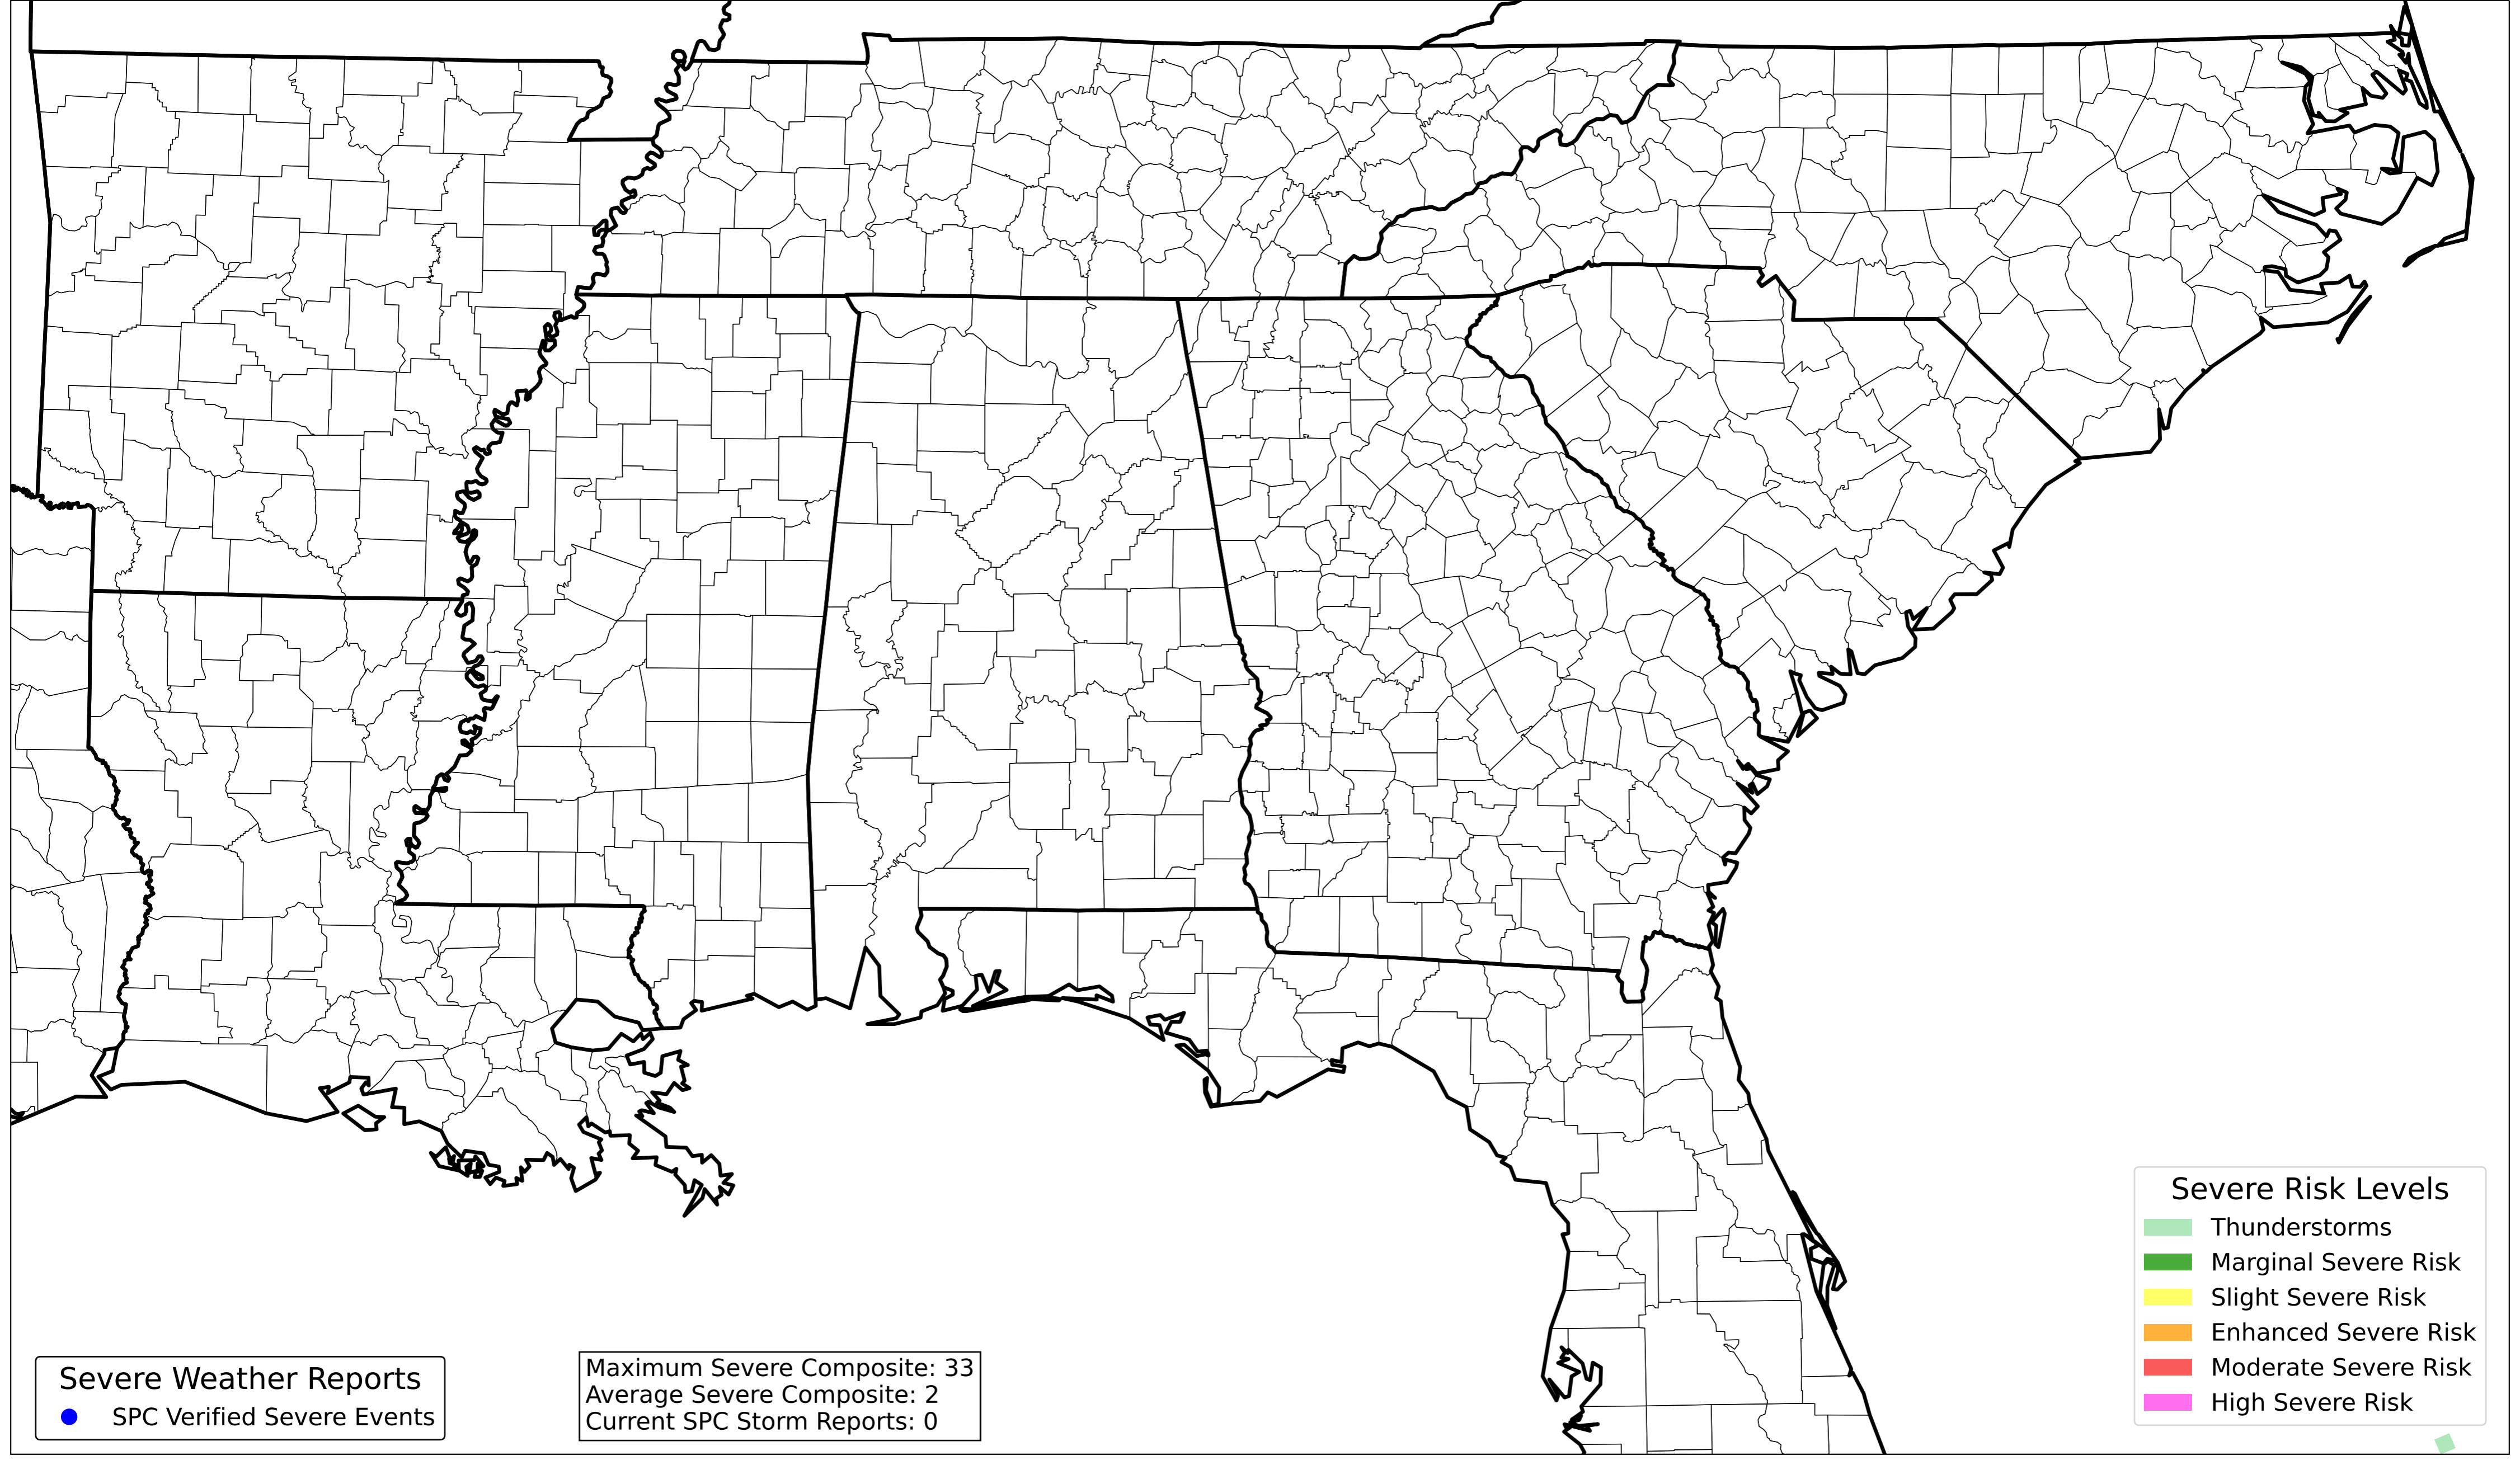 Severe Risk Levels
Thunderstorms
Marginal Severe Risk
Slight Severe Risk
Enhanced Severe Risk
Moderate Severe Risk
High Severe Risk
Severe Weather Reports
SPC Verified Severe Events
Maximum Severe Composite: 33
Average Severe Composite: 2
Current SPC Storm Reports: 0